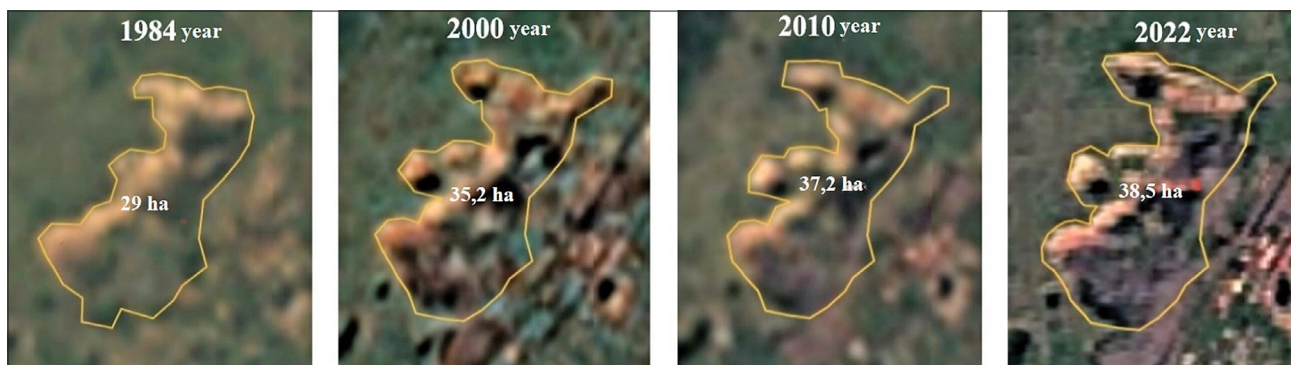 1984 year
2000 year
2010 year
2022 year
29 ha
35,2 ha
37,2 ha
38,5 ha